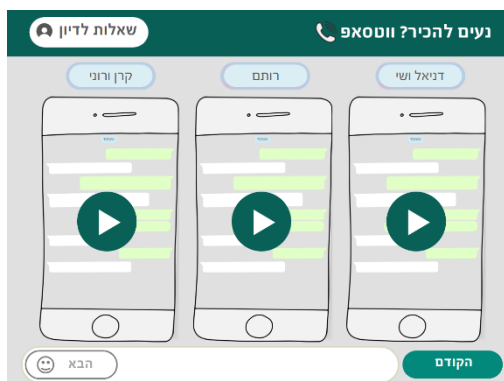 נעים להכיר? ווטסאפ
שאלות לדיון
דניאל ושי
רותם
קרן ורוני
הקודם
הבא